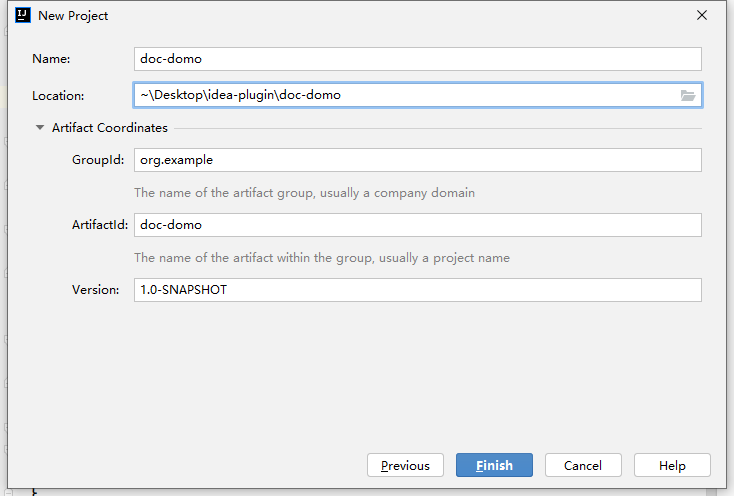 New Project
Name: doc-domo
Location: ~\Desktop\idea-plugin\doc-domo
Artifact Coordinates
GroupId: org.example
The name of the artifact group, usually a company domain
ArtifactId: doc-domo
The name of the artifact within the group, usually a project name
Version: 1.0-SNAPSHOT
Previous Finish Cancel Help
}